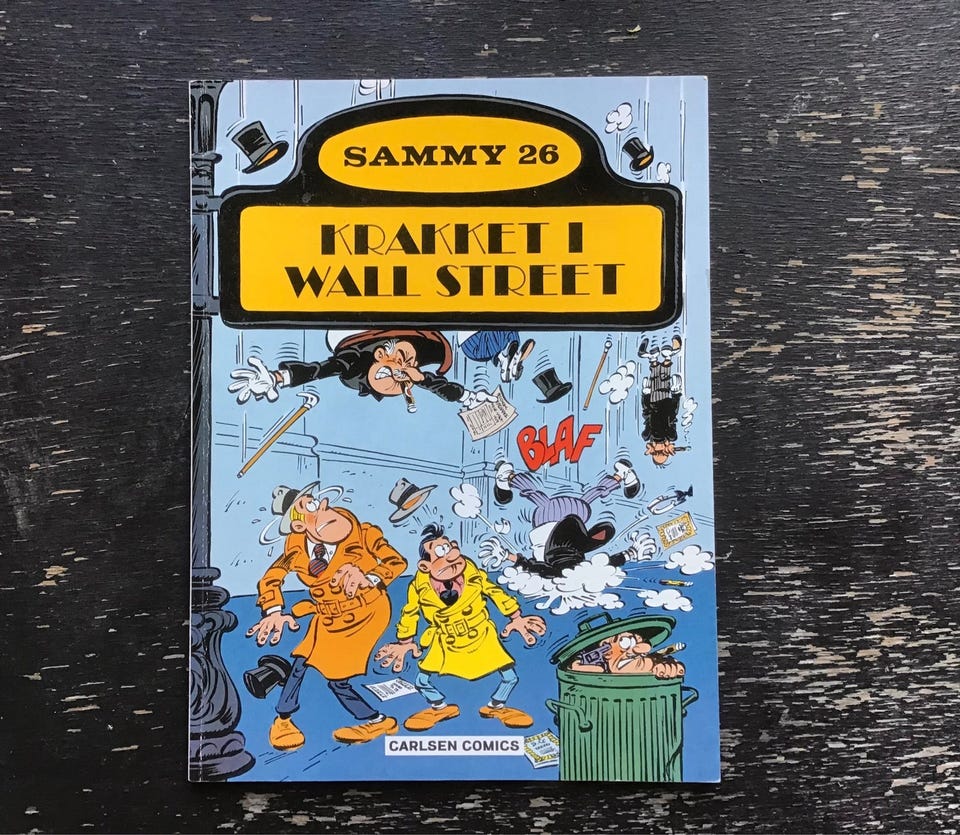 SAMMY 26
KRAKKET I
WALL STREET
BLAF
CARLSEN COMICS